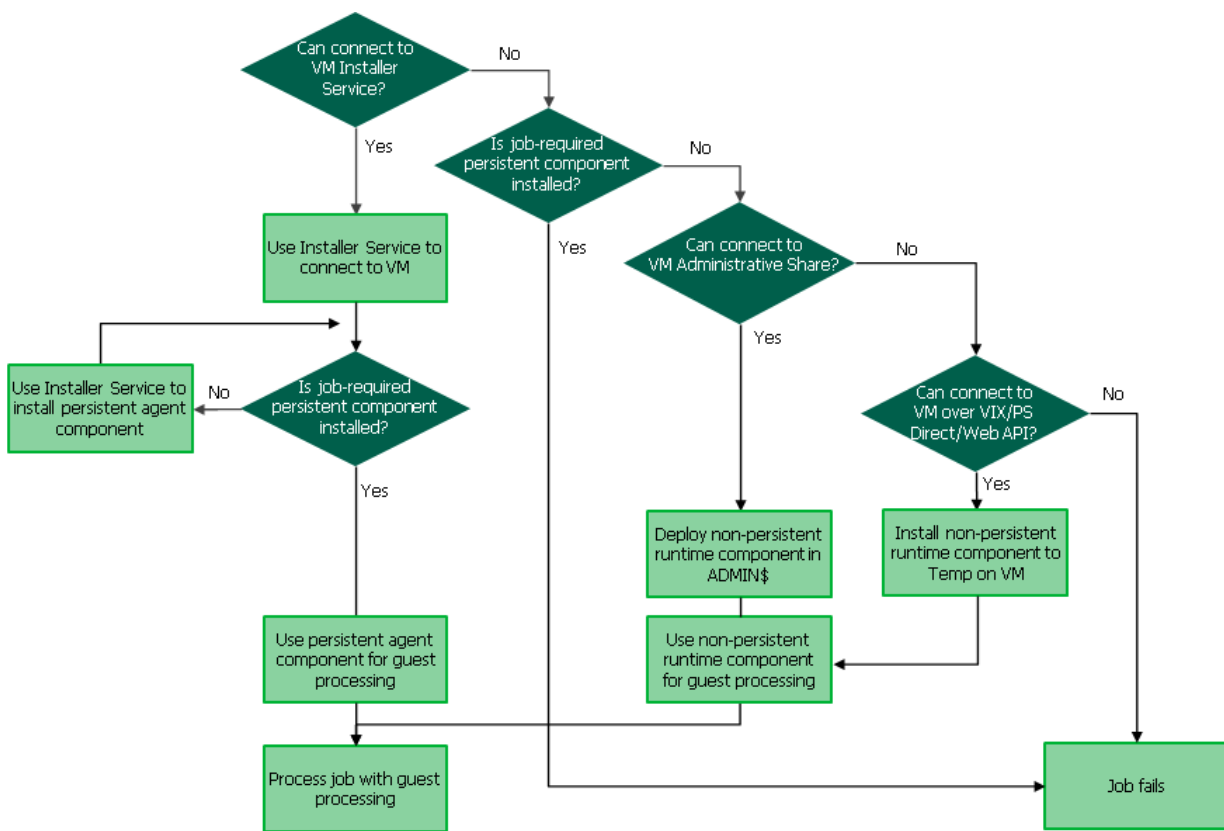 Can connect to
VM Installer
Service?
No
Yes
Is job-required
persistent component
installed?
No
Yes
Use Installer Service to
connect to VM
Can connect to
VM Administrative Share?
No
Yes
Use Installer Service to
install persistent agent
component
No
Is job-required
persistent component
installed?
Yes
Can connect to
VM over VIX/PS
Direct/Web API?
No
Yes
Deploy non-persistent
runtime component in
ADMIN$
Install non-persistent
runtime component to
Temp on VM
Use persistent agent
component for guest
processing
Use non-persistent
runtime component
for guest processing
Process job with guest
processing
Job fails